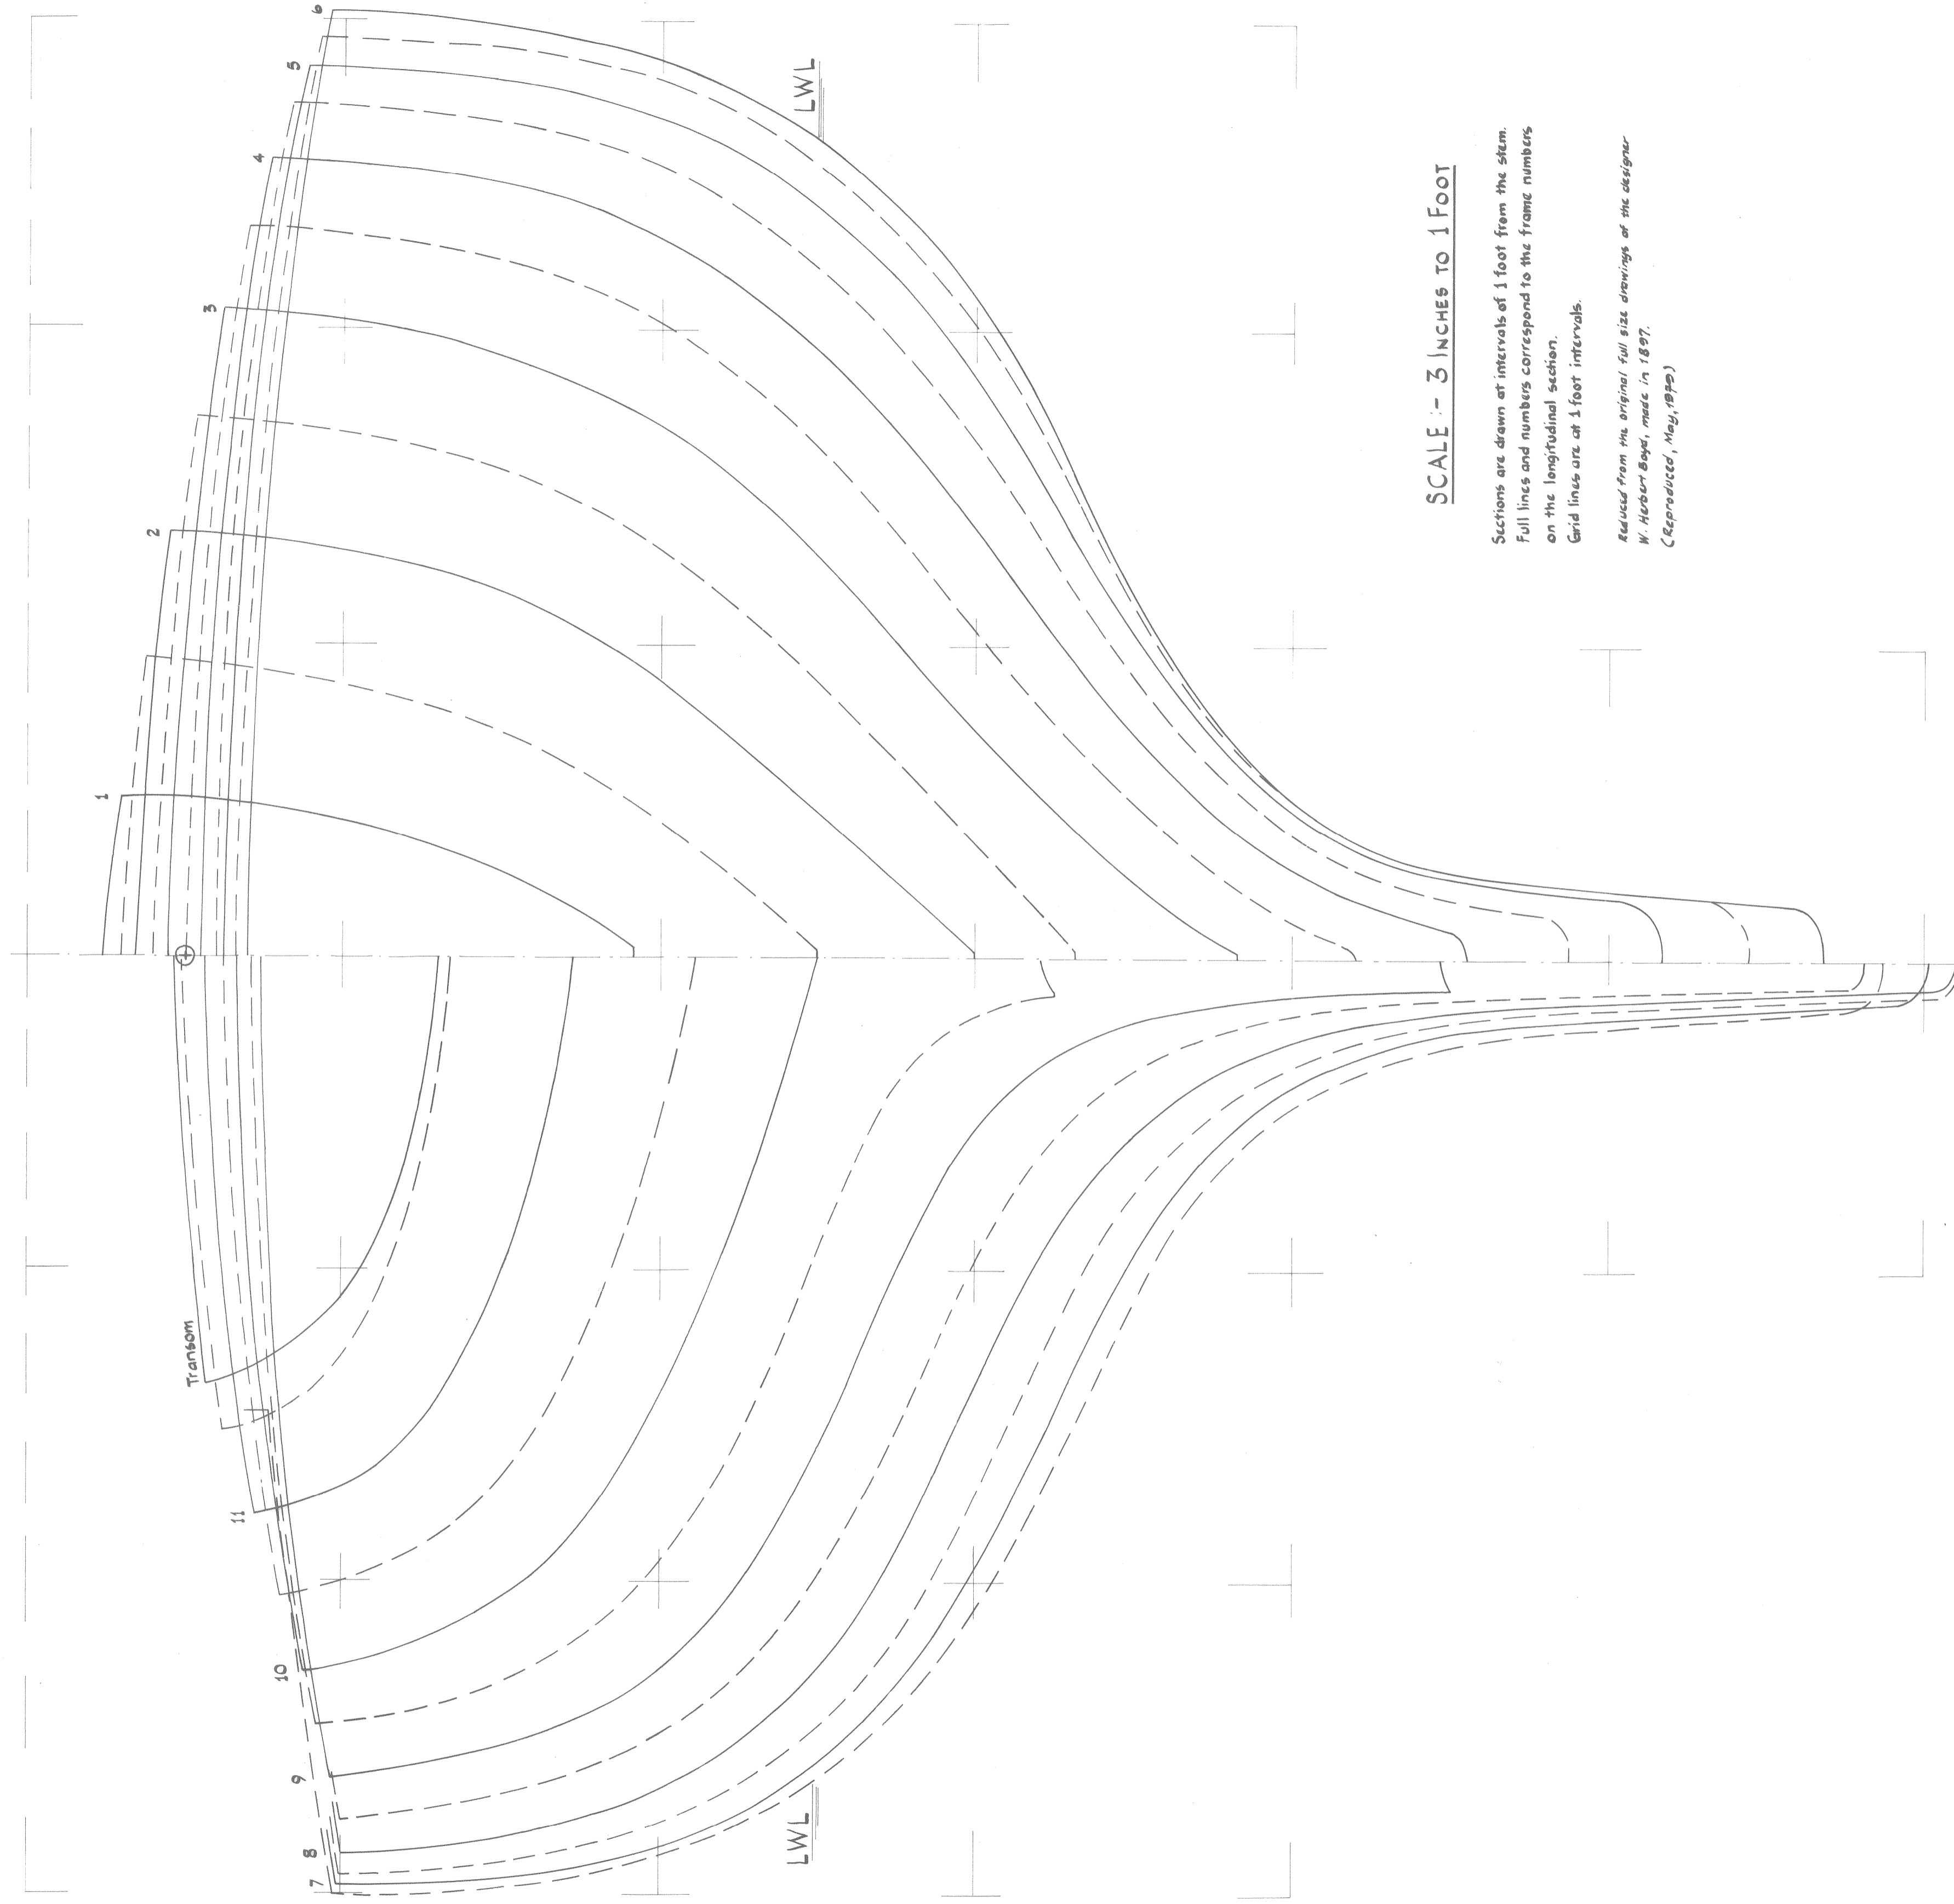 6
5
4
3
2
1
LWL
SCALE :- 3 INCHES TO 1 FOOT
Sections are drawn at intervals of 1 foot from the stem.
Full lines and numbers correspond to the frame numbers
on the longitudinal section.
Grid lines are at 1 foot intervals.
Reduced from the original full size drawings of the designer
W. Herbert Boyd, made in 1897.
(Reproduced, May,
Transom
11
10
9
8
7
LWL